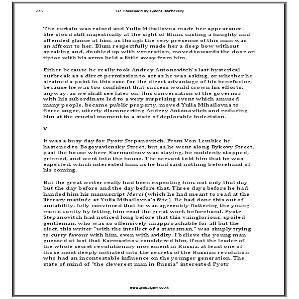 The curtain was raised and Yulia Mihailovna made her appearance.
She stood still majestically at the sight of Blum, casting a haughty and
offended glance at him, as though the very presence of this man was
an affront to her. Blum respectfully made her a deep bow without
speaking and, doubled up with veneration, moved towards the door on
tiptoe with his arms held a little away from him.
Either because he really took Andrey Antonovitch's last hysterical
outbreak as a direct permission to act as he was asking, or whether he
strained a point in this case for the direct advantage of his benefactor,
because he was too confident that success would crown his efforts;
anyway, as we shall see later on, this conversation of the governor
with his subordinate led to a very surprising event which amused
many people, became public property, moved Yulia Mihailovna to
fierce anger, utterly disconcerting Andrey Antonovitch and reducing
him at the crucial moment to a state of deplorable indecision.
V
It was a busy day for Pyotr Stepanovitch. From Von Lembke he
hastened to Bogoyavlensky Street, but as he went along Bykovy Street,
past the house where Karmazinov was staying, he suddenly stopped,
grinned, and went into the house. The servant told him that he was
expected, which interested him, as he had said nothing beforehand of
his coming.
But the great writer really had been expecting him, not only that day
but the day before and the day before that. Three days before he had
handed him his manuscript Merci (which he had meant to read at the
literary matinée at Yulia Mihailovna's fête). He had done this out of
amiability, fully convinced that he was agreeably flattering the young
man's vanity by letting him read the great work beforehand. Pyotr
Stepanovitch had noticed long before that this vainglorious, spoiled
gentleman, who was so offensively unapproachable for all but the
elect, this writer "with the intellect of a statesman," was simply trying
to curry favour with him, even with avidity. I believe the young man
guessed at last that Karmazinov considered him, if not the leader of
the whole secret revolutionary movement in Russia, at least one of
those most deeply initiated into the secrets of the Russian revolution
who had an incontestable influence on the younger generation. The
state of mind of "the cleverest man in Russia" interested Pyotr